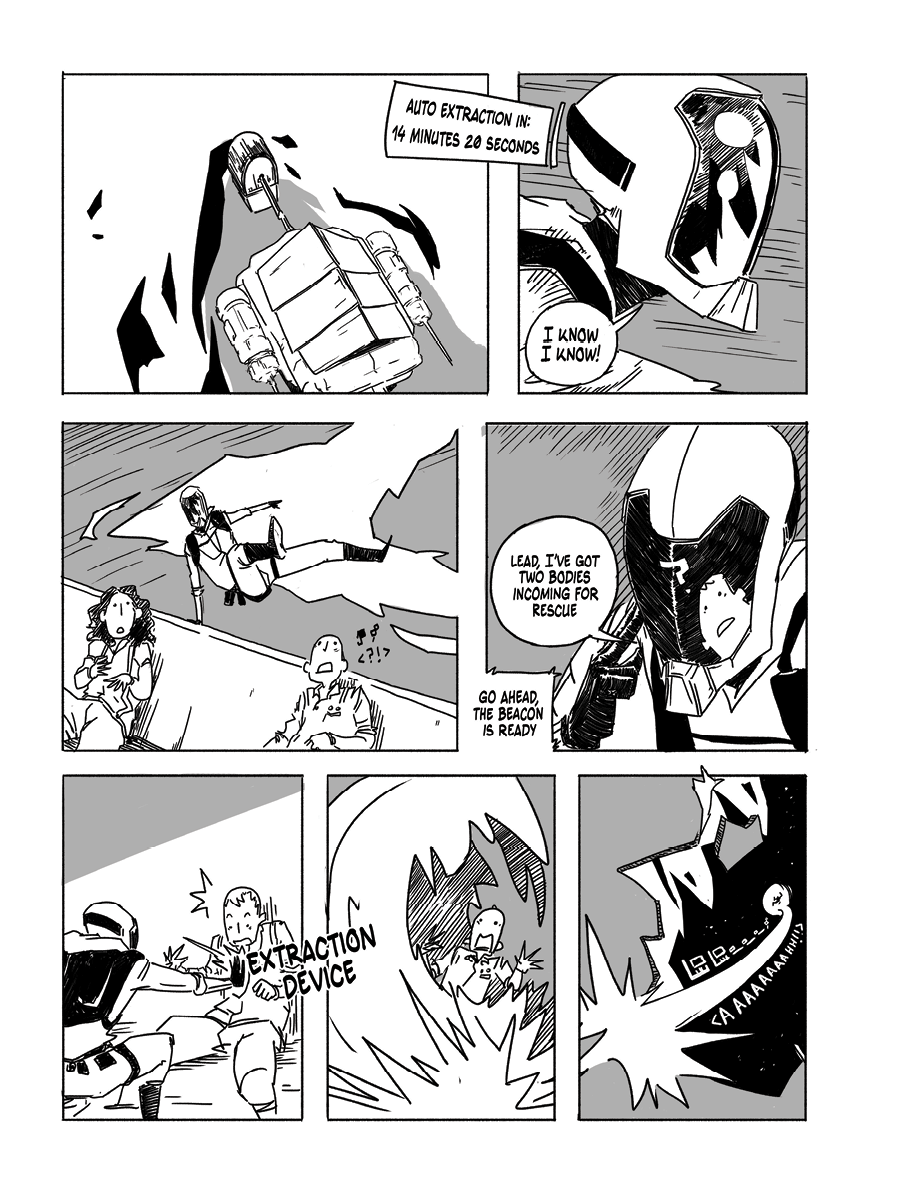 AUTO EXTRACTION IN:
14 MINUTES 20 SECONDS
I KNOW
I KNOW!
<?!>
LEAD, I'VE GOT
TWO BODIES
INCOMING FOR
RESCUE
GO AHEAD,
THE BEACON
IS READY
EXTRACTION
DEVICE
<AAAAAAAAHH!!>